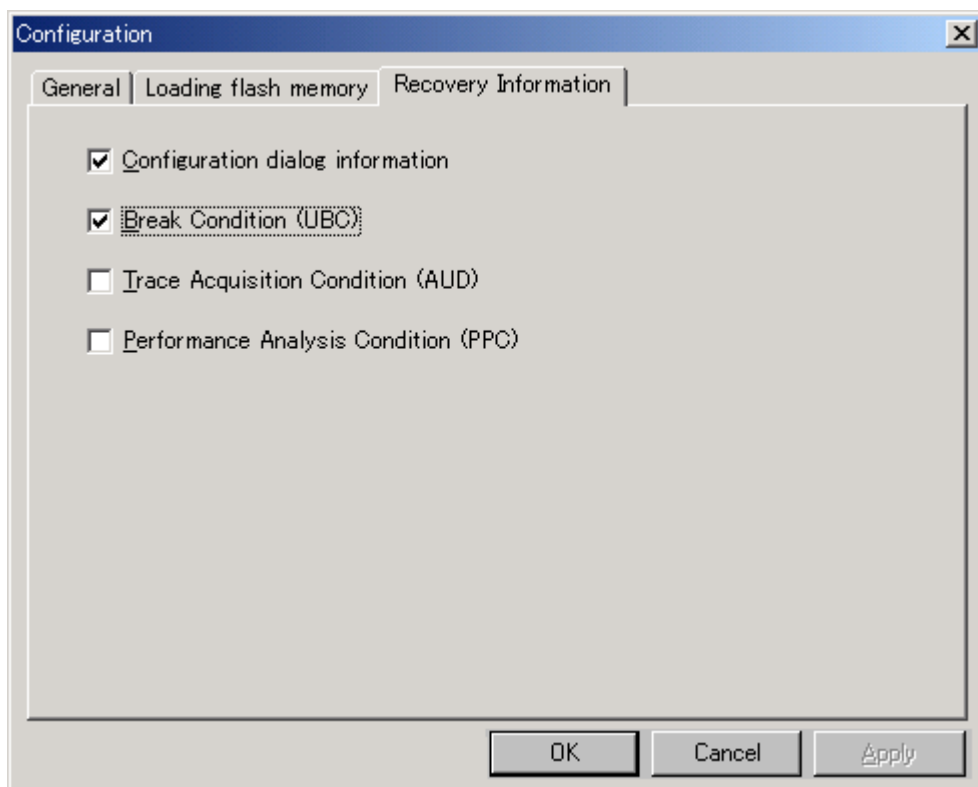 Configuration
General Loading flash memory Recovery Information
Configuration dialog information
Break Condition (UBC)
Trace Acquisition Condition (AUD)
Performance Analysis Condition (PPC)
OK Cancel Apply